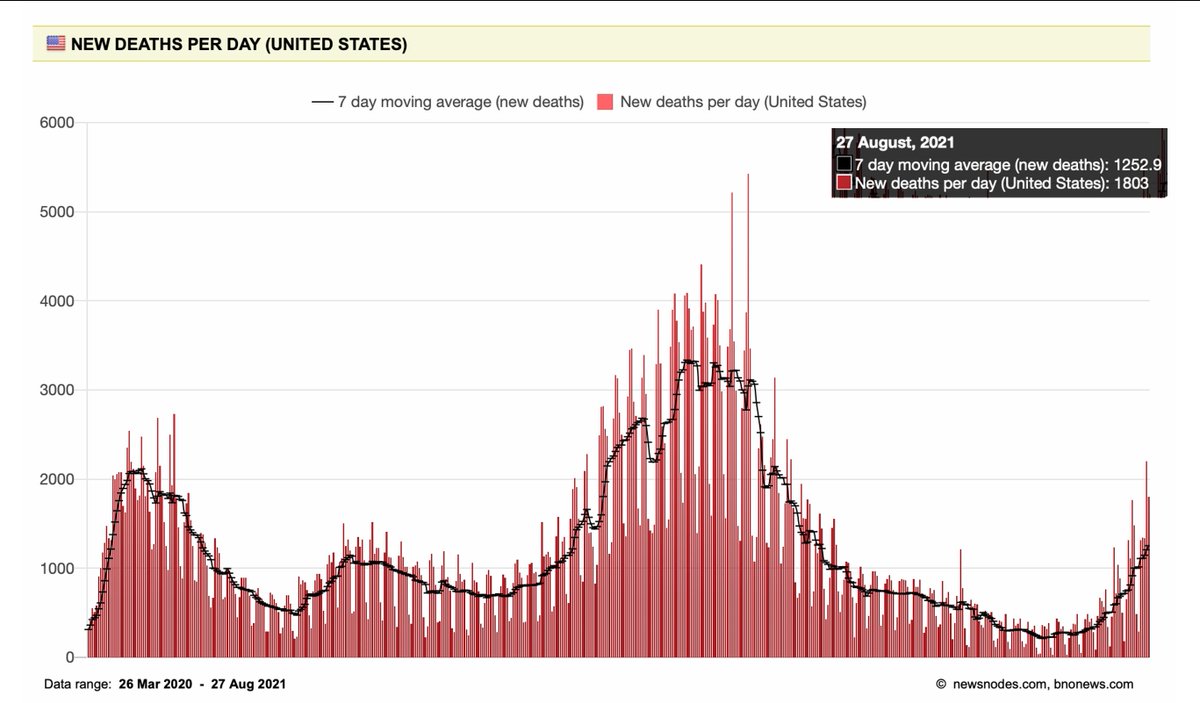 NEW DEATHS PER DAY (UNITED STATES)
7 day moving average (new deaths) New deaths per day (United States)
6000
27 August, 2021
7 day moving average (new deaths): 1252.9
New deaths per day (United States): 1803
5000
4000
3000
2000
1000
0
Data range: 26 Mar 2020 - 27 Aug 2021
© newsnodes.com, bnonews.com